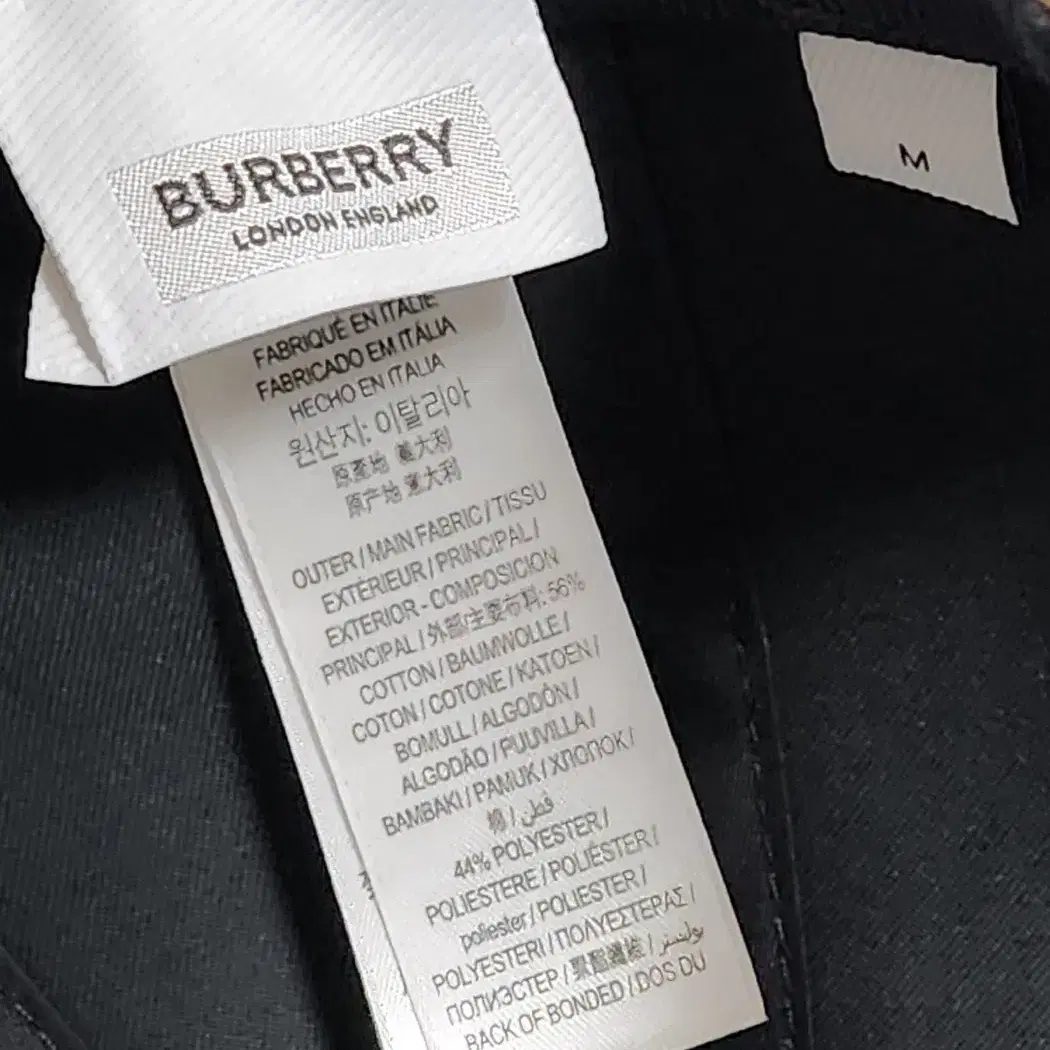 BURBERRY
LONDON ENGLAND
M
FABRIQUÉ EN ITALIE
FABRICADO EM ITÁLIA
HECHO EN ITALIA
원산지: 이탈리아
原產地 義大利
原产地 意大利
OUTER / MAIN FABRIC / TISSU
EXTÉRIEUR / PRINCIPAL /
EXTERIOR - COMPOSICION
PRINCIPAL / 外部/主要布料: 56%
COTTON / BAUMWOLLE /
COTON / COTONE / KATOEN /
BOMULL / ALGODÓN /
ALGODÃO / PUUVILLA /
BAMBAKI / PAMUK / ХЛОПОК /
棉 / قطن
44% POLYESTER /
POLIESTERE / POLIÉSTER /
poliester / POLIESTER /
POLYESTERI / ΠΟΛΥΕΣΤΕΡΑΣ /
ПОЛИЭСТЕР / 聚酯纖維 / بوليستر
BACK OF BONDED / DOS DU